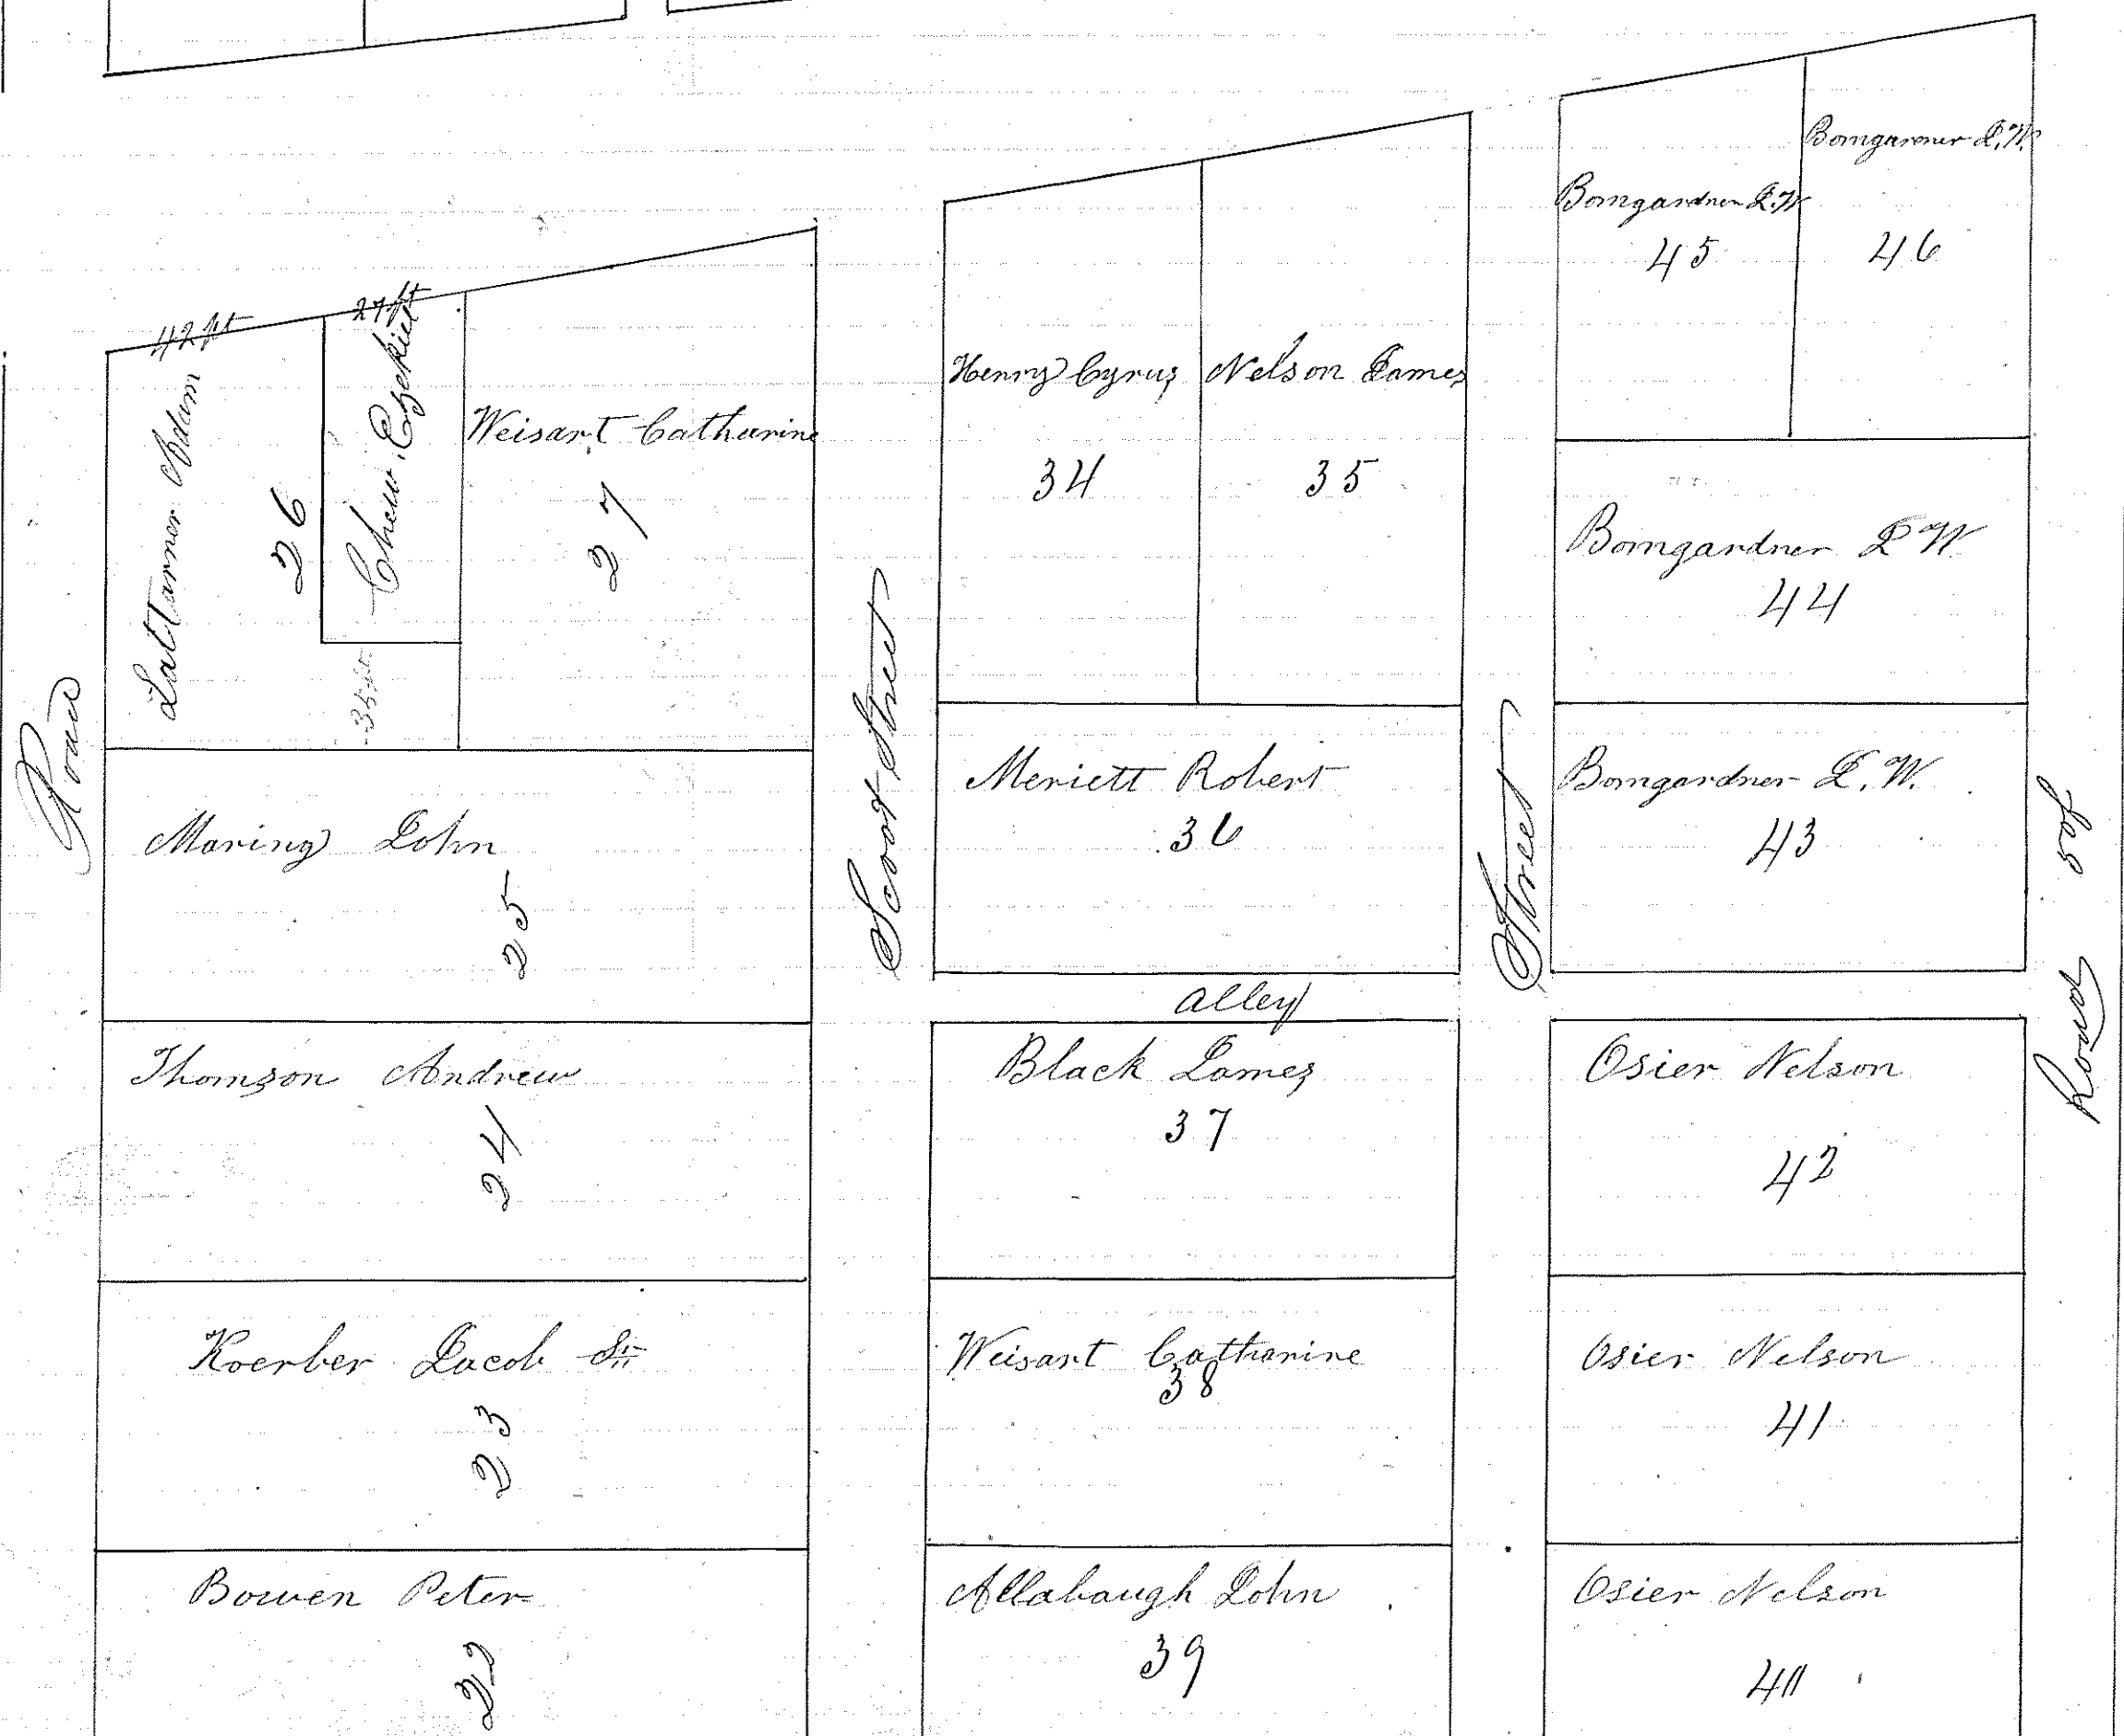 42 ft
27 ft
Lattarner Adam
26
Chew, Ezekiel
35 ft.
Weisart Catharine
27
Road
Maring John
25
Thomson Andrew
24
Koerber Jacob Sr
23
Bowen Peter
22
Scoot Street
Henry Cyrus
34
Nelson James
35
Meriett Robert
36
Alley
Black James
37
Weisart Catharine
38
Allabaugh John
39
Street
Bomgardner J.W
45
Bomgardner J.W.
46
Bomgardner J W
44
Bomgardner J. W.
43
Osier Nelson
42
Osier Nelson
41
Osier Nelson
40
Road